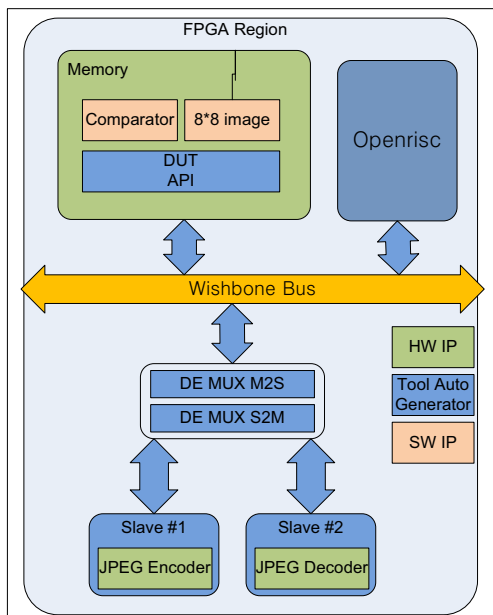 FPGA Region
Memory
Comparator
8*8 image
DUT
API
Openrisc
Wishbone Bus
DE MUX M2S
DE MUX S2M
HW IP
Tool Auto
Generator
SW IP
Slave #1
JPEG Encoder
Slave #2
JPEG Decoder